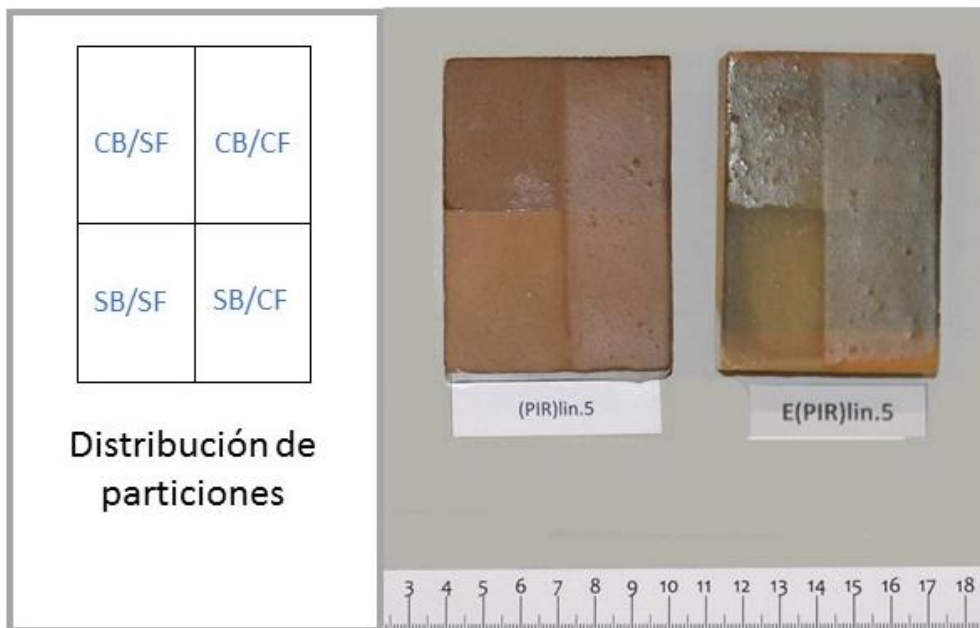 CB/SF CB/CF
SB/SF SB/CF
Distribución de
particiones
(PIR)lin.5
E(PIR)lin.5
3 4 5 6 7 8 9 10 11 12 13 14 15 16 17 18